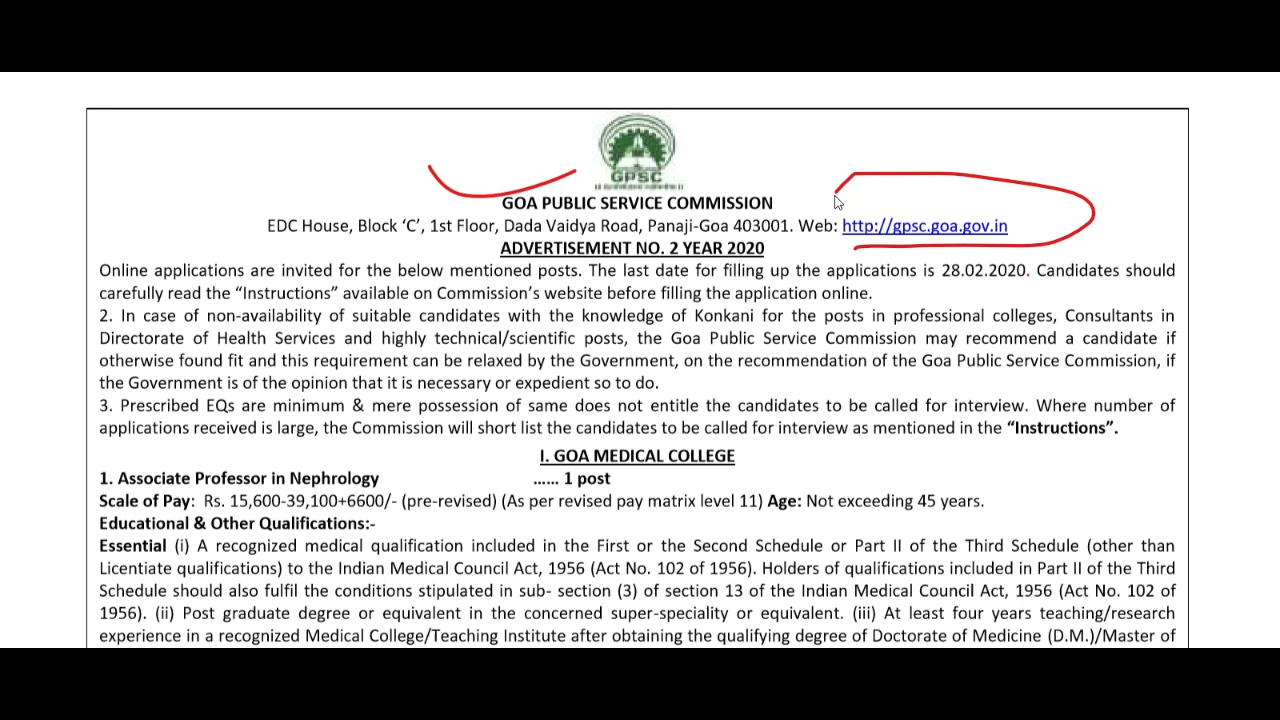 GPSC
GOA PUBLIC SERVICE COMMISSION
EDC House, Block ‘C’, 1st Floor, Dada Vaidya Road, Panaji-Goa 403001. Web: http://gpsc.goa.gov.in
ADVERTISEMENT NO. 2 YEAR 2020
Online applications are invited for the below mentioned posts. The last date for filling up the applications is 28.02.2020. Candidates should
carefully read the “Instructions” available on Commission’s website before filling the application online.
2. In case of non-availability of suitable candidates with the knowledge of Konkani for the posts in professional colleges, Consultants in
Directorate of Health Services and highly technical/scientific posts, the Goa Public Service Commission may recommend a candidate if
otherwise found fit and this requirement can be relaxed by the Government, on the recommendation of the Goa Public Service Commission, if
the Government is of the opinion that it is necessary or expedient so to do.
3. Prescribed EQs are minimum & mere possession of same does not entitle the candidates to be called for interview. Where number of
applications received is large, the Commission will short list the candidates to be called for interview as mentioned in the “Instructions”.
I. GOA MEDICAL COLLEGE
1. Associate Professor in Nephrology ...... 1 post
Scale of Pay: Rs. 15,600-39,100+6600/- (pre-revised) (As per revised pay matrix level 11) Age: Not exceeding 45 years.
Educational & Other Qualifications:-
Essential (i) A recognized medical qualification included in the First or the Second Schedule or Part II of the Third Schedule (other than
Licentiate qualifications) to the Indian Medical Council Act, 1956 (Act No. 102 of 1956). Holders of qualifications included in Part II of the Third
Schedule should also fulfil the conditions stipulated in sub- section (3) of section 13 of the Indian Medical Council Act, 1956 (Act No. 102 of
1956). (ii) Post graduate degree or equivalent in the concerned super-speciality or equivalent. (iii) At least four years teaching/research
experience in a recognized Medical College/Teaching Institute after obtaining the qualifying degree of Doctorate of Medicine (D.M.)/Master of